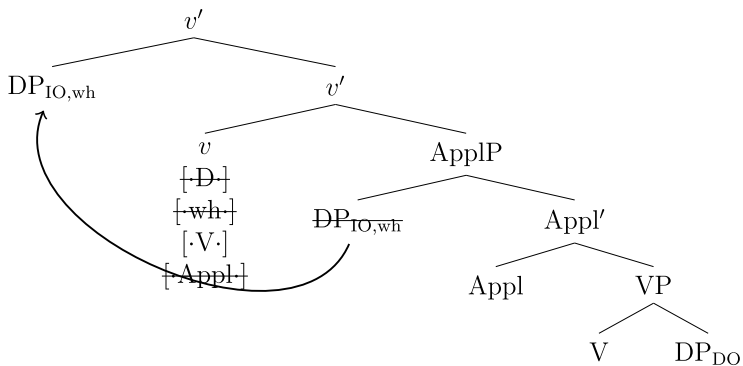 v′
DP_IO,wh v′
v ApplP
[·D·]
[·wh·] DP_IO,wh Appl′
[·V·]
[·Appl·] Appl VP
V DP_DO